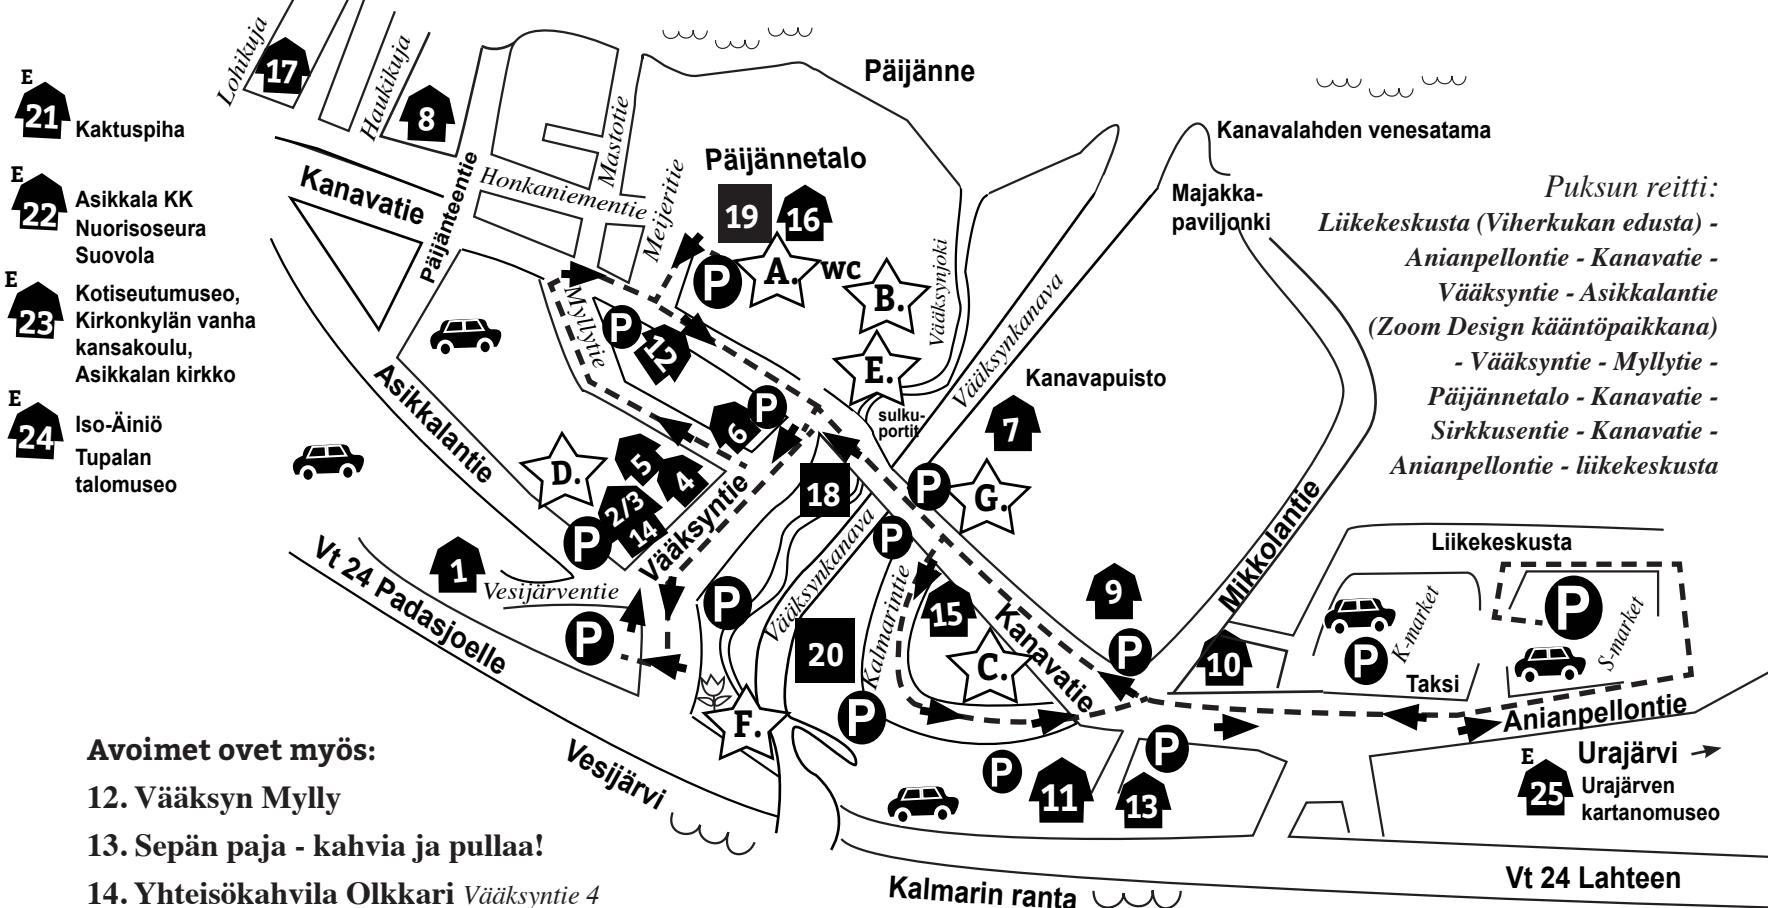 Lohikuja
17
Haukikuja
8
Mastotie
Päijänne
Kanavalahden venesatama
E
21
Kaktuspiha
E
22
Asikkala KK
Nuorisoseura
Suovola
E
23
Kotiseutumuseo,
Kirkonkylän vanha
kansakoulu,
Asikkalan kirkko
E
24
Iso-Äiniö
Tupalan
talomuseo
Kanavatie
Päijänteentie
Honkaniementie
Meijeritie
Päijännetalo
19
16
P
A.
WC
B.
E.
Vääksynjoki
Majakka-
paviljonki
Puksun reitti:
Liikekeskusta (Viherkukan edusta) -
Anianpellontie - Kanavatie -
Vääksyntie - Asikkalantie
(Zoom Design kääntöpaikkana)
- Vääksyntie - Myllytie -
Päijännetalo - Kanavatie -
Sirkkusentie - Kanavatie -
Anianpellontie - liikekeskusta
Myllytie
P
12
P
6
sulku-
portit
Vääksynkanava
Kanavapuisto
7
Asikkalantie
D.
5
4
2/3
14
P
Vääksyntie
18
P
G.
P
Vääksynkanava
Mikkolantie
Vt 24 Padasjoelle
1
Vesijärventie
P
P
20
Kalmarintie
15
C.
Kanavatie
9
P
10
Liikekeskusta
K-market
P
Taksi
P
S-market
F.
P
Anianpellontie
Vesijärvi
P
11
P
13
Urajärvi
E
25
Urajärven
kartanomuseo
Avoimet ovet myös:
12. Vääksyn Mylly
13. Sepän paja - kahvia ja pullaa!
14. Yhteisökahvila Olkkari Vääksyntie 4
Kalmarin ranta
Vt 24 Lahteen